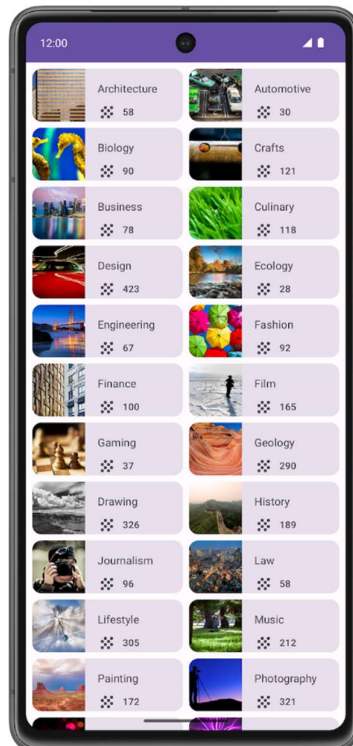 12:00
Architecture
58
Automotive
30
Biology
90
Crafts
121
Business
78
Culinary
118
Design
423
Ecology
28
Engineering
67
Fashion
92
Finance
100
Film
165
Gaming
37
Geology
290
Drawing
326
History
189
Journalism
96
Law
58
Lifestyle
305
Music
212
Painting
172
Photography
321